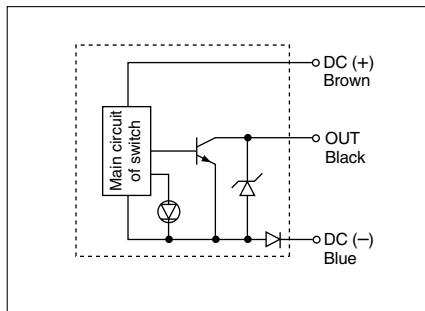 Main circuit
of switch
DC (+)
Brown
OUT
Black
DC (–)
Blue